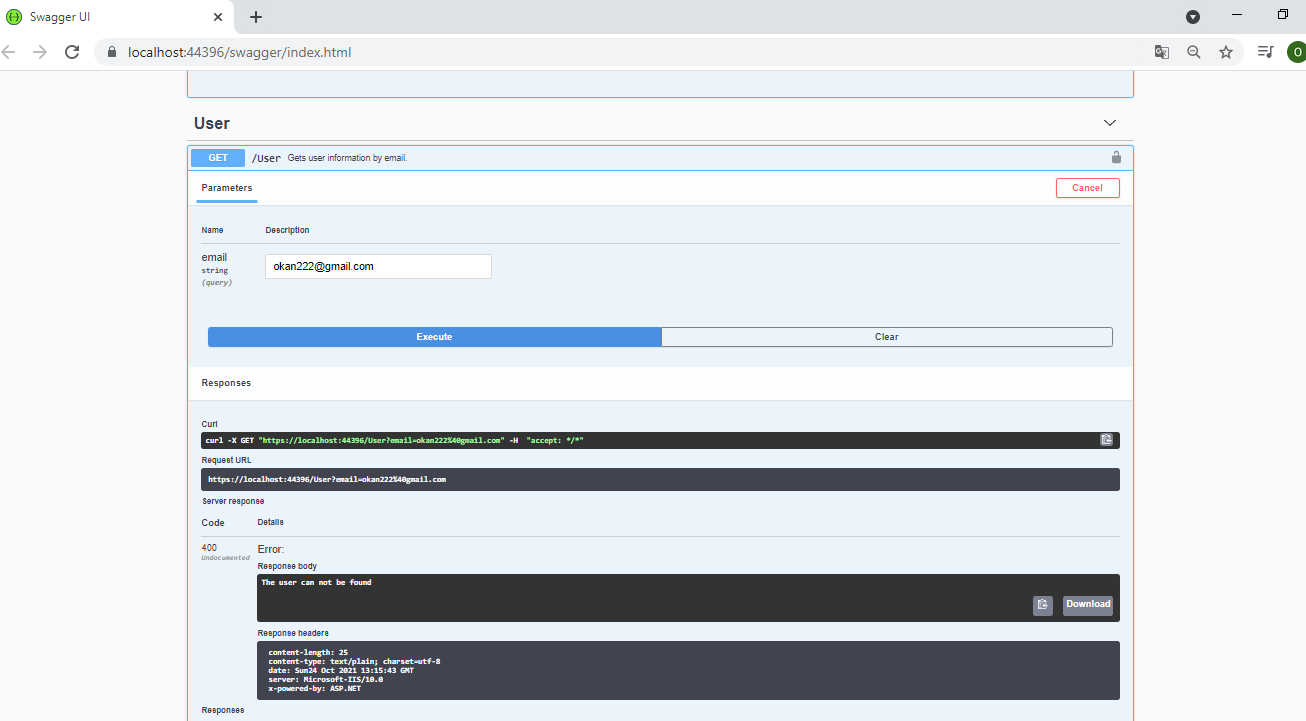 Swagger UI
localhost:44396/swagger/index.html
O
User
GET /User Gets user information by email.
Parameters
Cancel
Name Description
email
string
(query)
okan222@gmail.com
Execute Clear
Responses
Curl
curl -X GET "https://localhost:44396/User?email=okan222%40gmail.com" -H "accept: */*"
Request URL
https://localhost:44396/User?email=okan222%40gmail.com
Server response
Code Details
400
Undocumented
Error:
Response body
The user can not be found
Download
Response headers
content-length: 25
content-type: text/plain; charset=utf-8
date: Sun24 Oct 2021 13:15:43 GMT
server: Microsoft-IIS/10.0
x-powered-by: ASP.NET
Responses